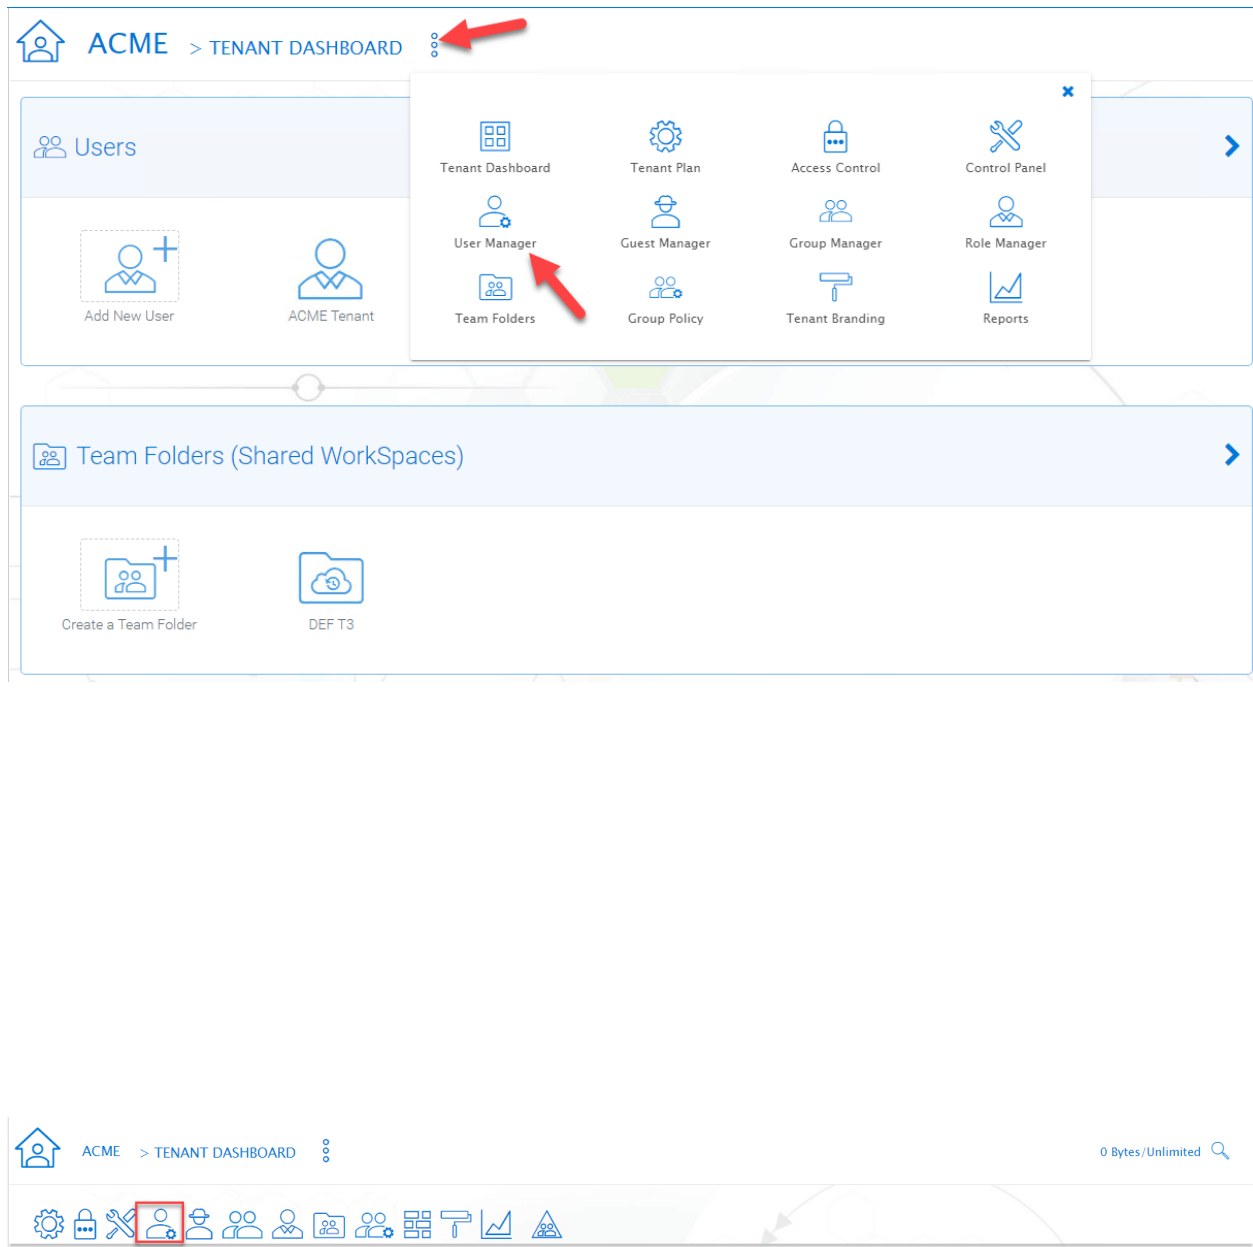 ACME > TENANT DASHBOARD
Users
Tenant Dashboard Tenant Plan Access Control Control Panel
User Manager Guest Manager Group Manager Role Manager
Team Folders Group Policy Tenant Branding Reports
Add New User ACME Tenant
Team Folders (Shared WorkSpaces)
Create a Team Folder DEF T3
ACME > TENANT DASHBOARD 0 Bytes/Unlimited